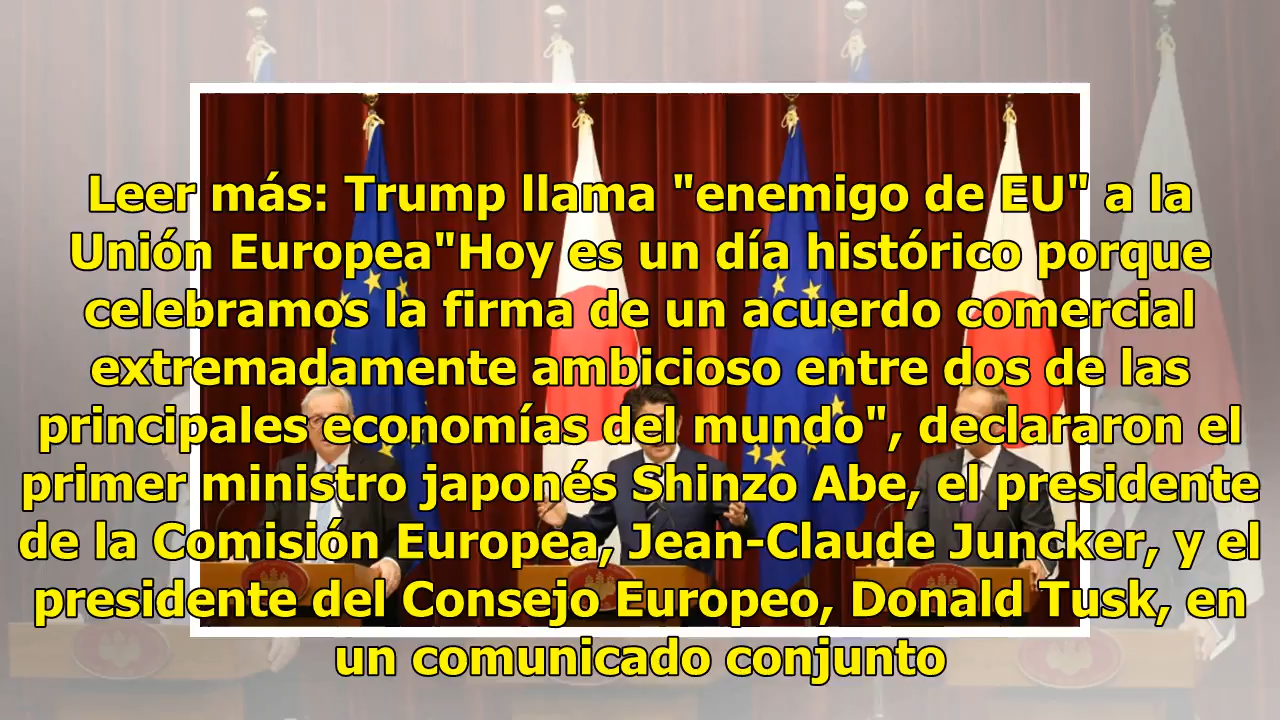 Leer más: Trump llama "enemigo de EU" a la
Unión Europea"Hoy es un día histórico porque
celebramos la firma de un acuerdo comercial
extremadamente ambicioso entre dos de las
principales economías del mundo", declararon el
primer ministro japonés Shinzo Abe, el presidente
de la Comisión Europea, Jean-Claude Juncker, y el
presidente del Consejo Europeo, Donald Tusk, en
un comunicado conjunto